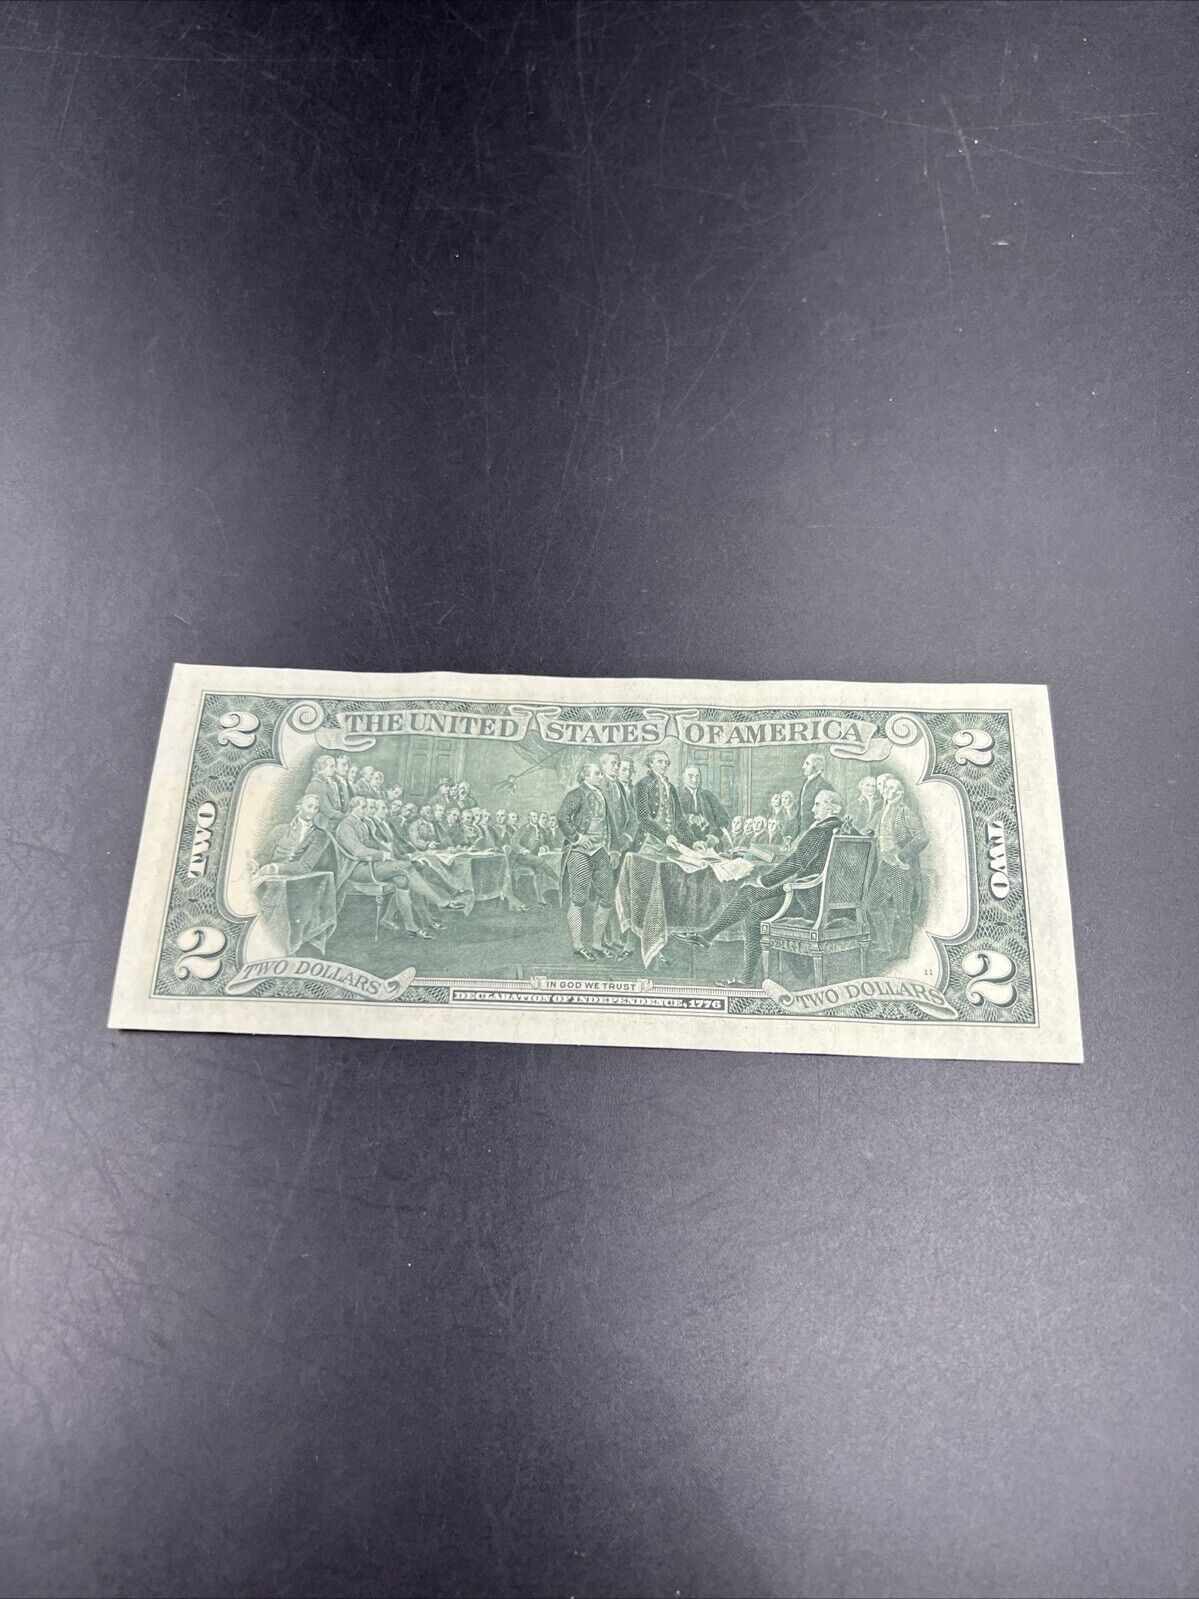 THE UNITED STATES OF AMERICA
2
2
TWO
TWO
2
2
11
TWO DOLLARS
IN GOD WE TRUST
TWO DOLLARS
DECLARATION OF INDEPENDENCE, 1776